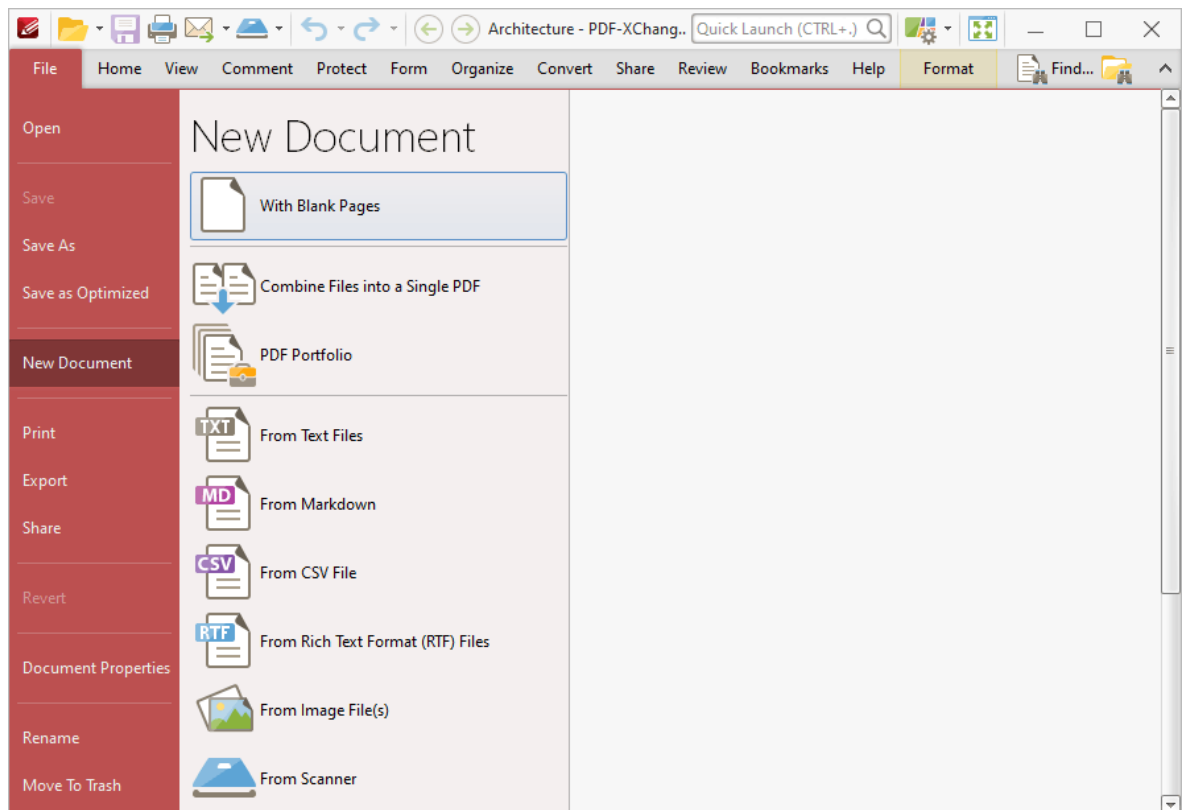 Architecture - PDF-XChang.. Quick Launch (CTRL+.)
File Home View Comment Protect Form Organize Convert Share Review Bookmarks Help Format Find...
Open
Save
Save As
Save as Optimized
New Document
Print
Export
Share
Revert
Document Properties
Rename
Move To Trash
New Document
With Blank Pages
Combine Files into a Single PDF
PDF Portfolio
TXT From Text Files
MD From Markdown
CSV From CSV File
RTF From Rich Text Format (RTF) Files
From Image File(s)
From Scanner